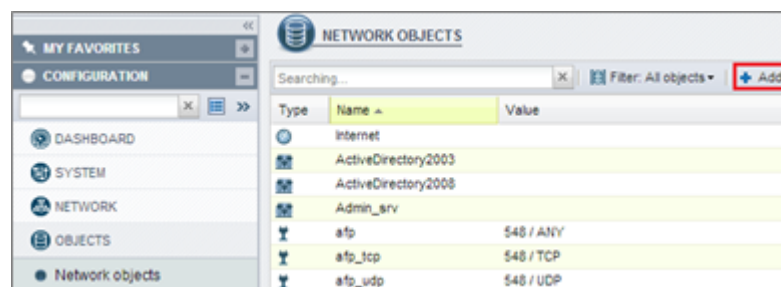 MY FAVORITES
CONFIGURATION
DASHBOARD
SYSTEM
NETWORK
OBJECTS
Network objects
NETWORK OBJECTS
Searching... Filter: All objects Add
Type Name Value
Internet
ActiveDirectory2003
ActiveDirectory2008
Admin_srv
afp 548 / ANY
afp_tcp 548 / TCP
afp_udp 548 / UDP